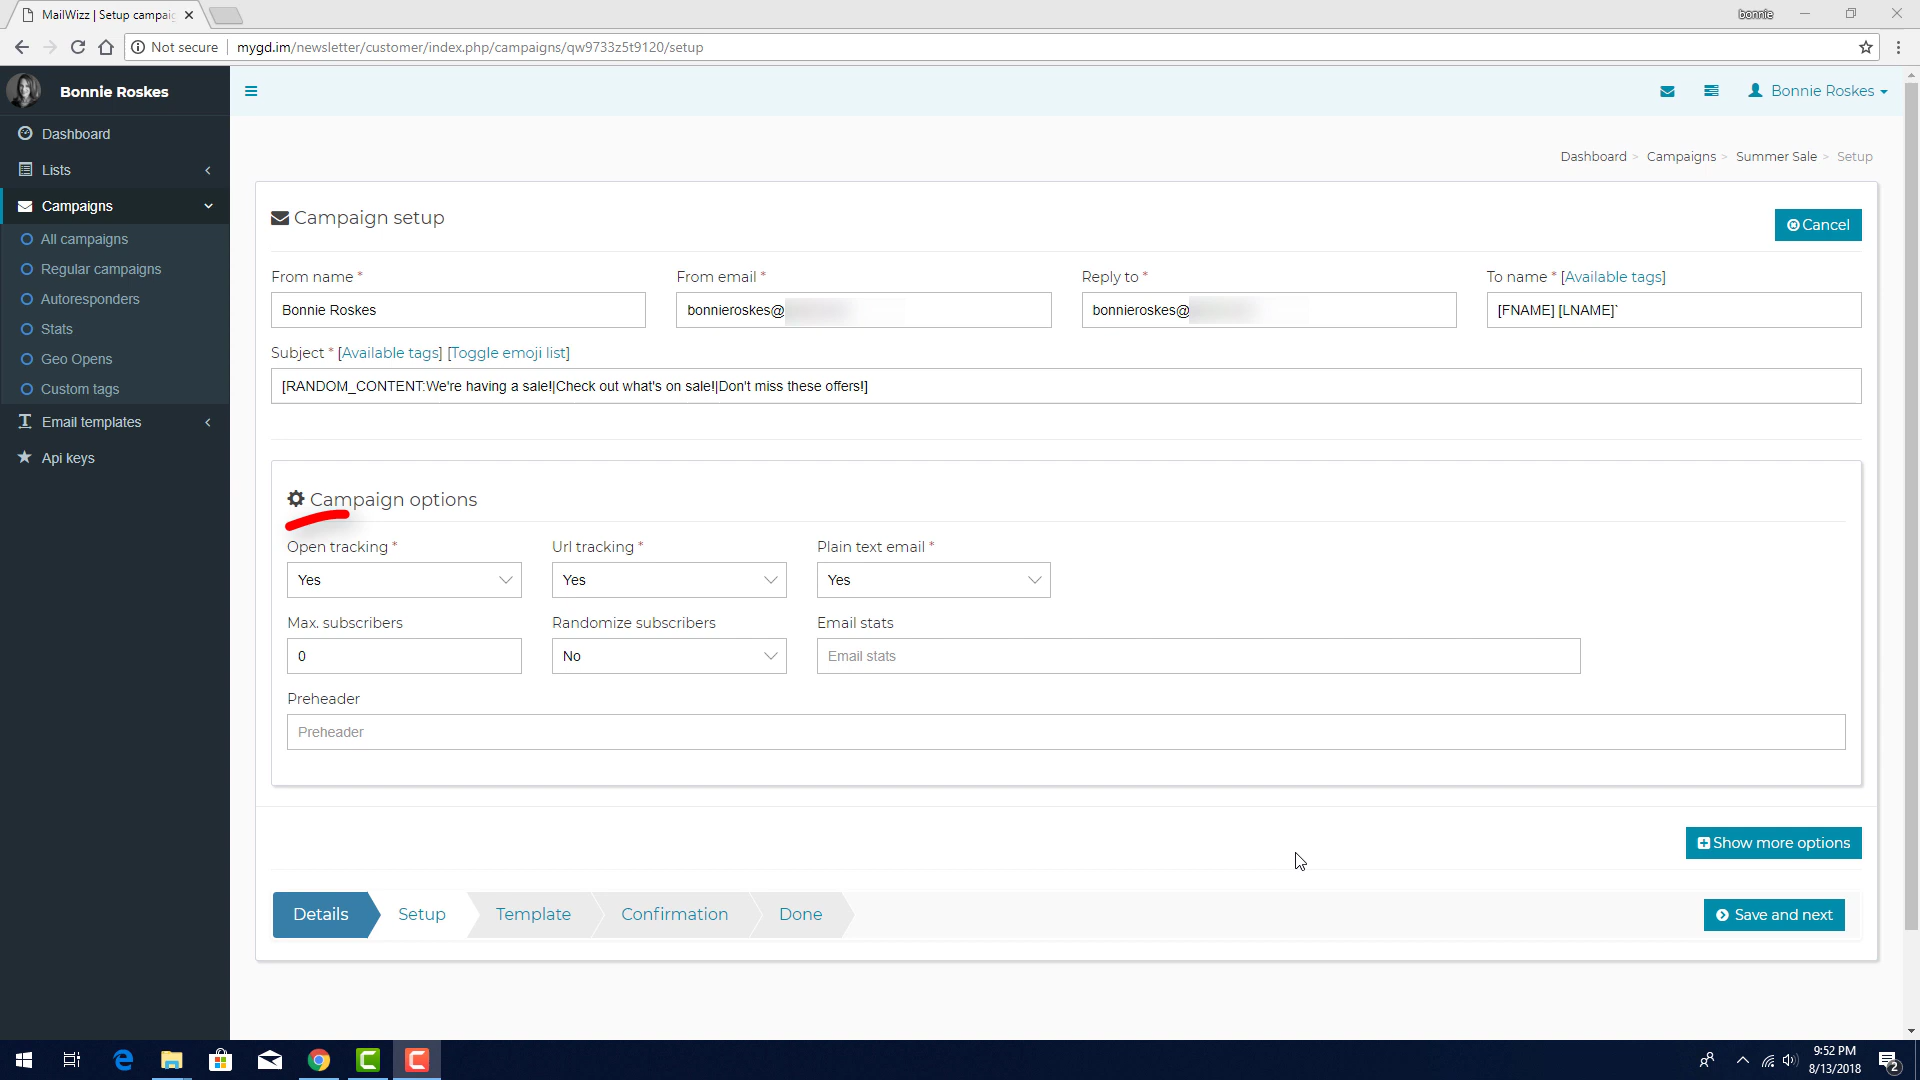 MailWizz | Setup campai
bonnie
Not secure
mygd.im/newsletter/customer/index.php/campaigns/qw9733z5t9120/setup
Bonnie Roskes
Bonnie Roskes
Dashboard
Lists
Campaigns
All campaigns
Regular campaigns
Autoresponders
Stats
Geo Opens
Custom tags
Email templates
Api keys
Dashboard > Campaigns > Summer Sale > Setup
Campaign setup
Cancel
From name * From email * Reply to * To name * [Available tags]
Bonnie Roskes bonnieroskes@ bonnieroskes@ [FNAME] [LNAME]`
Subject * [Available tags] [Toggle emoji list]
[RANDOM_CONTENT:We're having a sale!|Check out what's on sale!|Don't miss these offers!]
Campaign options
Open tracking * Url tracking * Plain text email *
Yes Yes Yes
Max. subscribers Randomize subscribers Email stats
0 No Email stats
Preheader
Preheader
Show more options
Details Setup Template Confirmation Done
Save and next
9:52 PM
8/13/2018
2